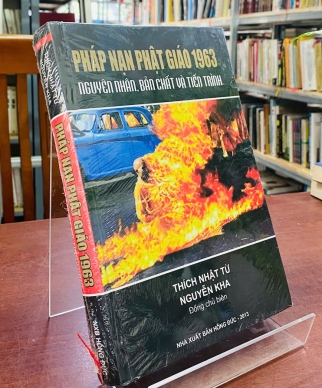 PHÁP NẠN PHẬT GIÁO 1963
NGUYÊN NHÂN, BẢN CHẤT VÀ TIẾN TRÌNH
THÍCH NHẬT TỪ
NGUYỄN KHA
Đồng chủ biên
NHÀ XUẤT BẢN HỒNG ĐỨC - 2013
PHÁP NẠN PHẬT GIÁO 1963